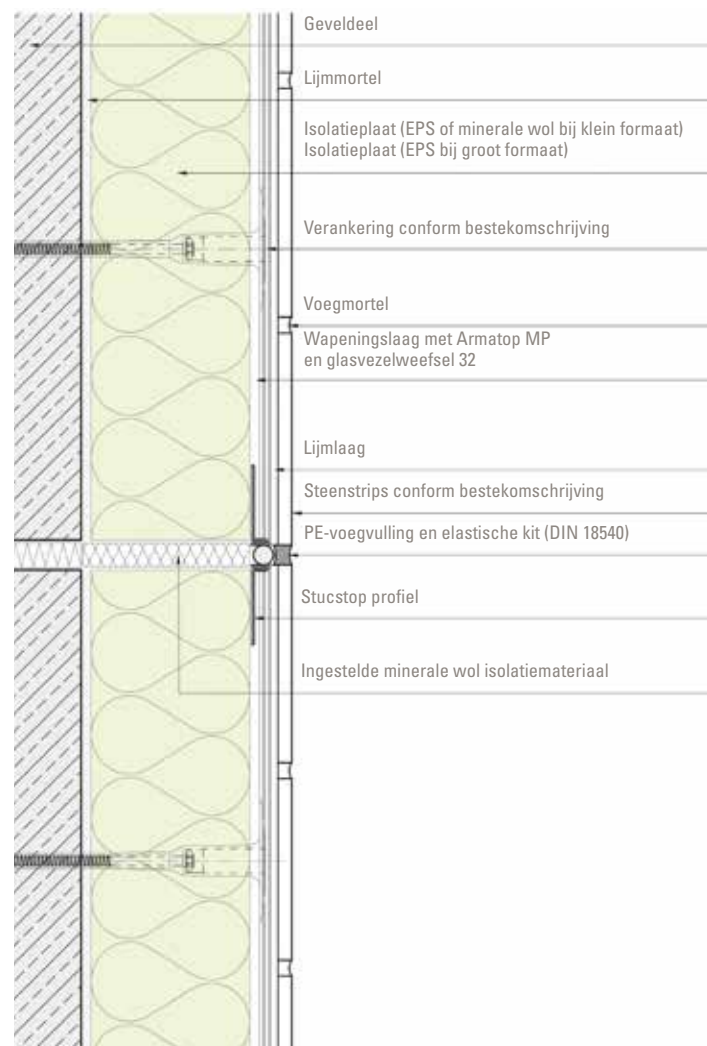 Geveldeel
Lijmmortel
Isolatieplaat (EPS of minerale wol bij klein formaat)
Isolatieplaat (EPS bij groot formaat)
Verankering conform bestekomschrijving
Voegmortel
Wapeningslaag met Armatop MP
en glasvezelweefsel 32
Lijmlaag
Steenstrips conform bestekomschrijving
PE-voegvulling en elastische kit (DIN 18540)
Stucstop profiel
Ingestelde minerale wol isolatiemateriaal